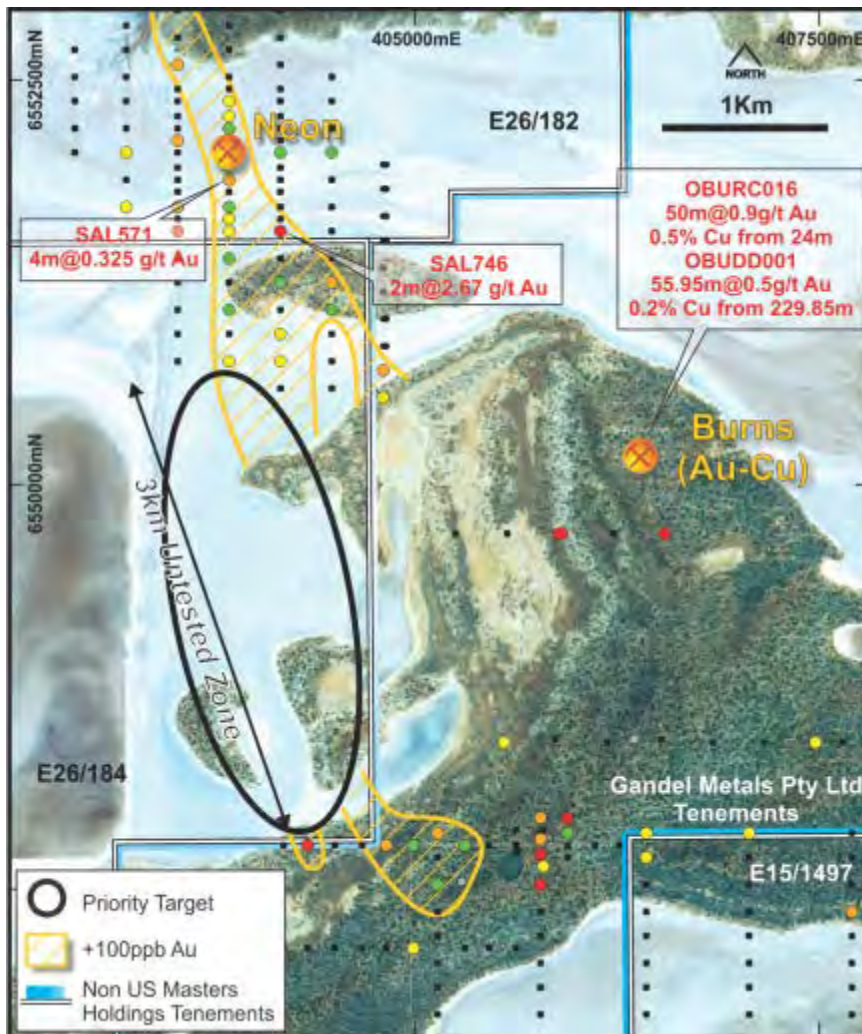 405000mE
407500mE
6552500mN
NORTH
1Km
E26/182
Neon
SAL571
4m@0.325 g/t Au
SAL746
2m@2.67 g/t Au
OBURC016
50m@0.9g/t Au
0.5% Cu from 24m
OBUDD001
55.95m@0.5g/t Au
0.2% Cu from 229.85m
Burns
(Au-Cu)
6550000mN
3km Untested Zone
E26/184
Gandel Metals Pty Ltd
Tenements
E15/1497
Priority Target
+100ppb Au
Non US Masters
Holdings Tenements